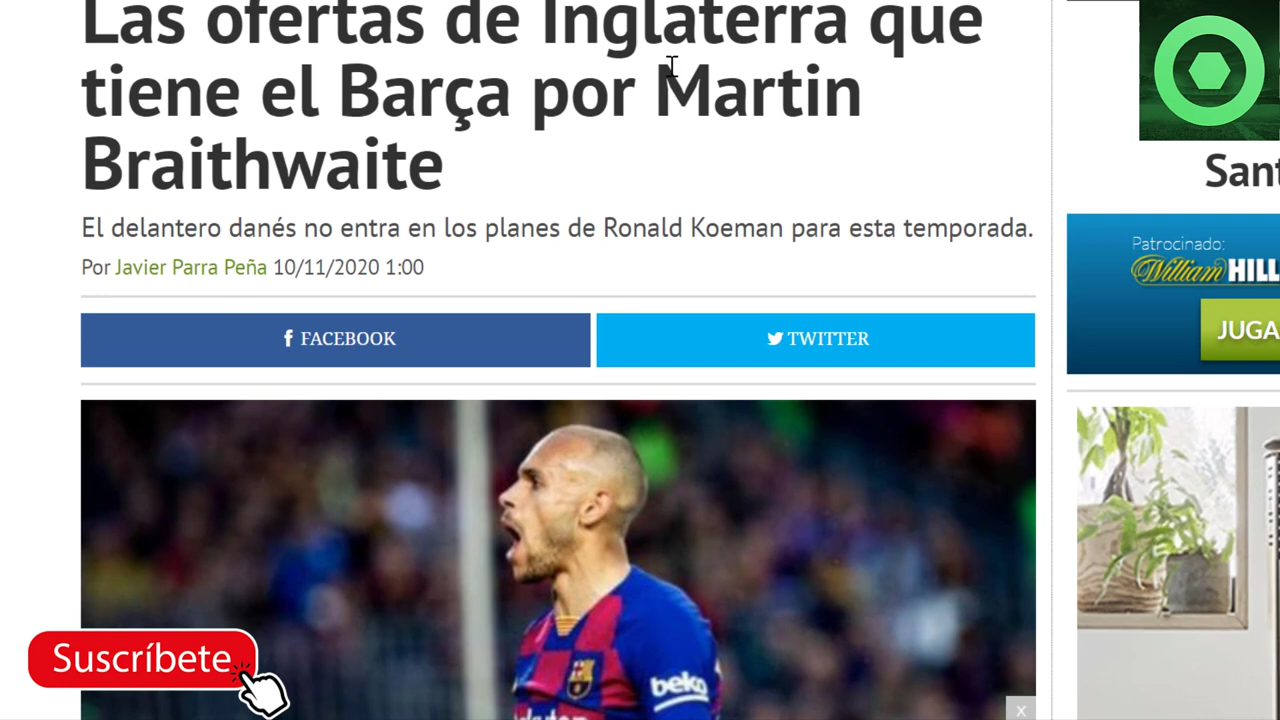 Las ofertas de Inglaterra que
tiene el Barça por Martin
Braithwaite
El delantero danés no entra en los planes de Ronald Koeman para esta temporada.
Por Javier Parra Peña 10/11/2020 1:00
FACEBOOK
TWITTER
Patrocinado:
William HILL
beko
Suscríbete
x